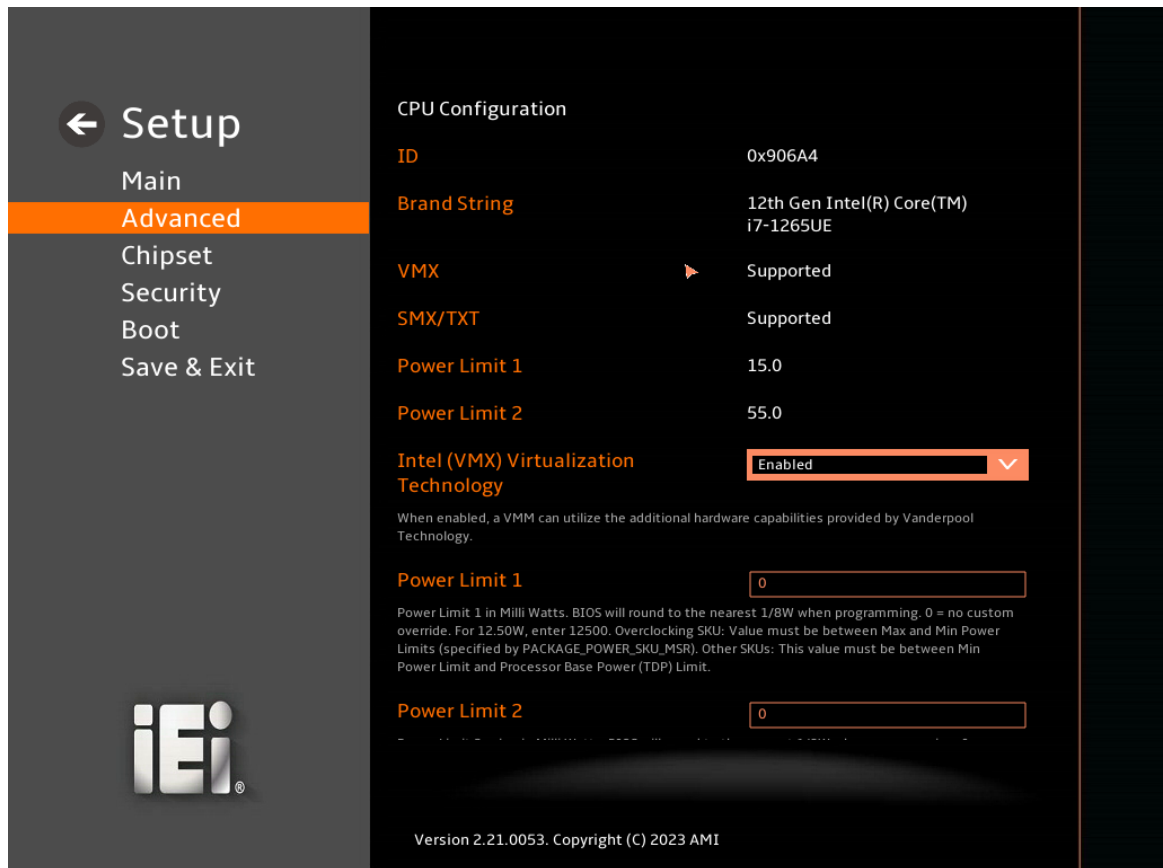 Setup
Main
Advanced
Chipset
Security
Boot
Save & Exit
iEi®
CPU Configuration
ID 0x906A4
Brand String 12th Gen Intel(R) Core(TM)
i7-1265UE
VMX Supported
SMX/TXT Supported
Power Limit 1 15.0
Power Limit 2 55.0
Intel (VMX) Virtualization
Technology
Enabled
When enabled, a VMM can utilize the additional hardware capabilities provided by Vanderpool
Technology.
Power Limit 1 0
Power Limit 1 in Milli Watts. BIOS will round to the nearest 1/8W when programming. 0 = no custom
override. For 12.50W, enter 12500. Overclocking SKU: Value must be between Max and Min Power
Limits (specified by PACKAGE_POWER_SKU_MSR). Other SKUs: This value must be between Min
Power Limit and Processor Base Power (TDP) Limit.
Power Limit 2 0
Version 2.21.0053. Copyright (C) 2023 AMI